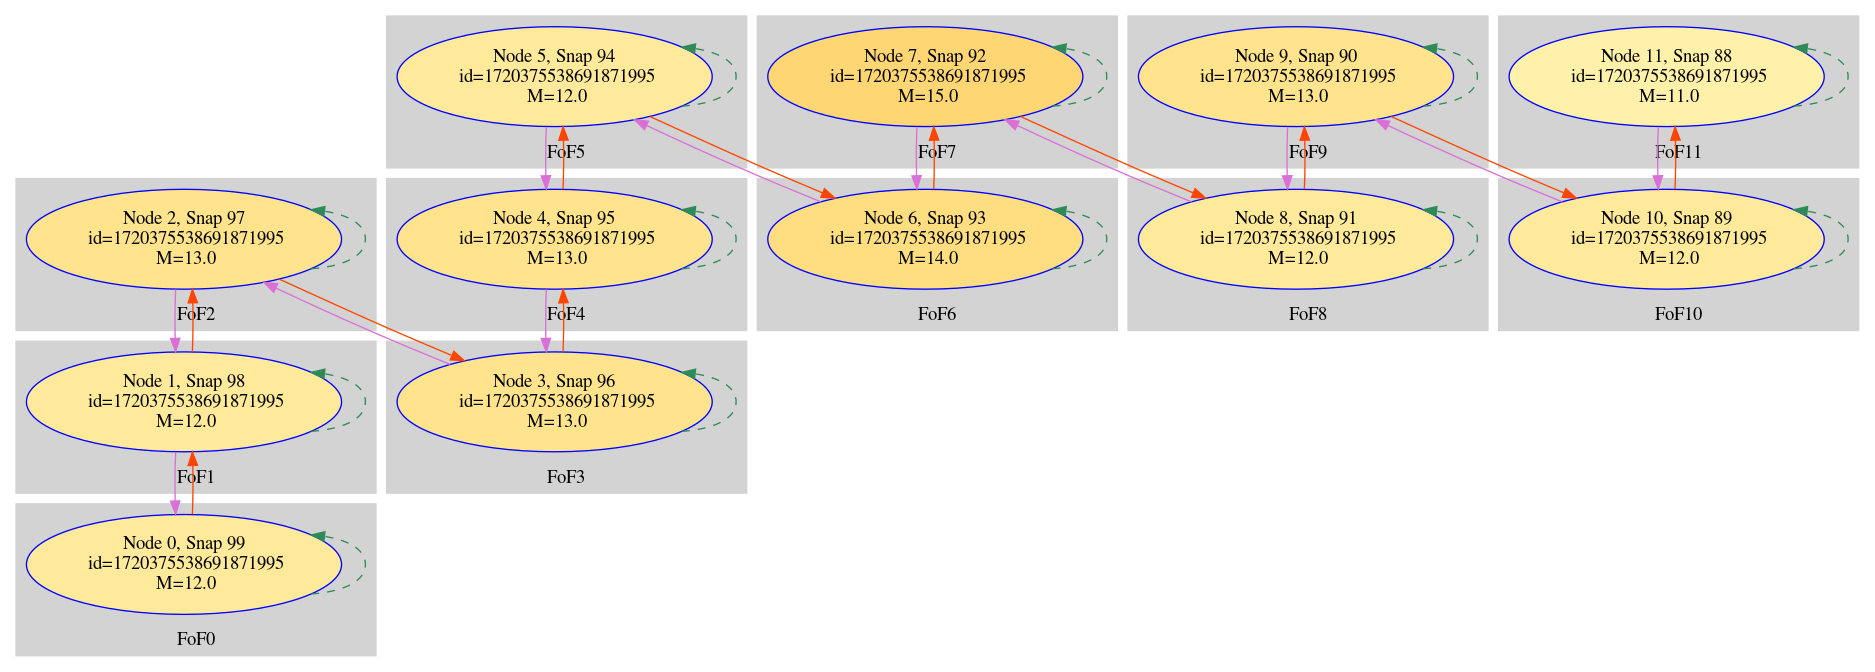 Node 5, Snap 94
id=1720375538691871995
M=12.0
FoF5
Node 7, Snap 92
id=1720375538691871995
M=15.0
FoF7
Node 9, Snap 90
id=1720375538691871995
M=13.0
FoF9
Node 11, Snap 88
id=1720375538691871995
M=11.0
FoF11
Node 2, Snap 97
id=1720375538691871995
M=13.0
FoF2
Node 4, Snap 95
id=1720375538691871995
M=13.0
FoF4
Node 6, Snap 93
id=1720375538691871995
M=14.0
FoF6
Node 8, Snap 91
id=1720375538691871995
M=12.0
FoF8
Node 10, Snap 89
id=1720375538691871995
M=12.0
FoF10
Node 1, Snap 98
id=1720375538691871995
M=12.0
FoF1
Node 3, Snap 96
id=1720375538691871995
M=13.0
FoF3
Node 0, Snap 99
id=1720375538691871995
M=12.0
FoF0